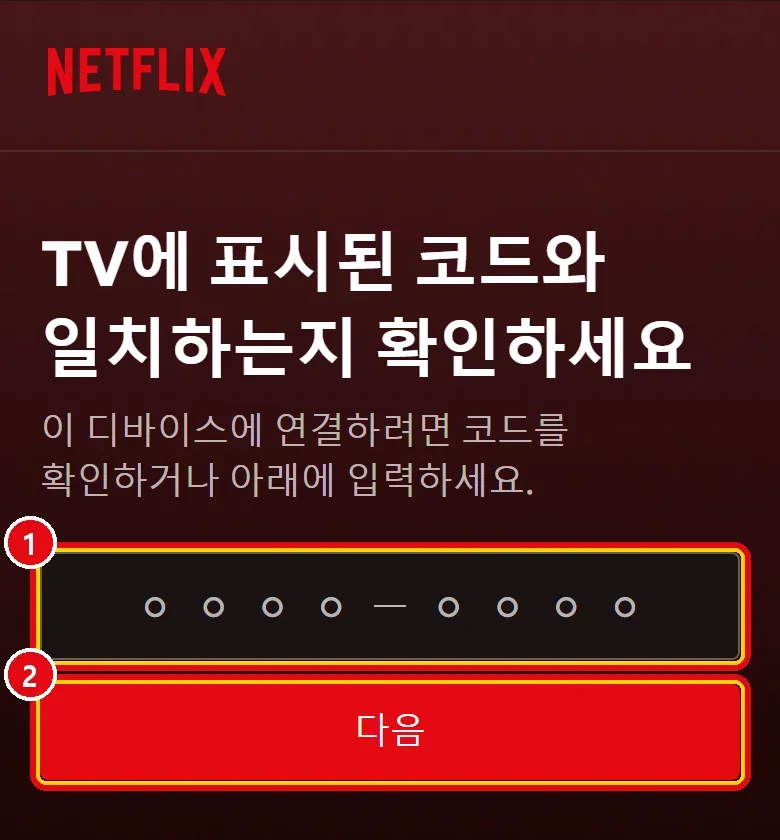 NETFLIX
TV에 표시된 코드와
일치하는지 확인하세요
이 디바이스에 연결하려면 코드를
확인하거나 아래에 입력하세요.
1
2
다음